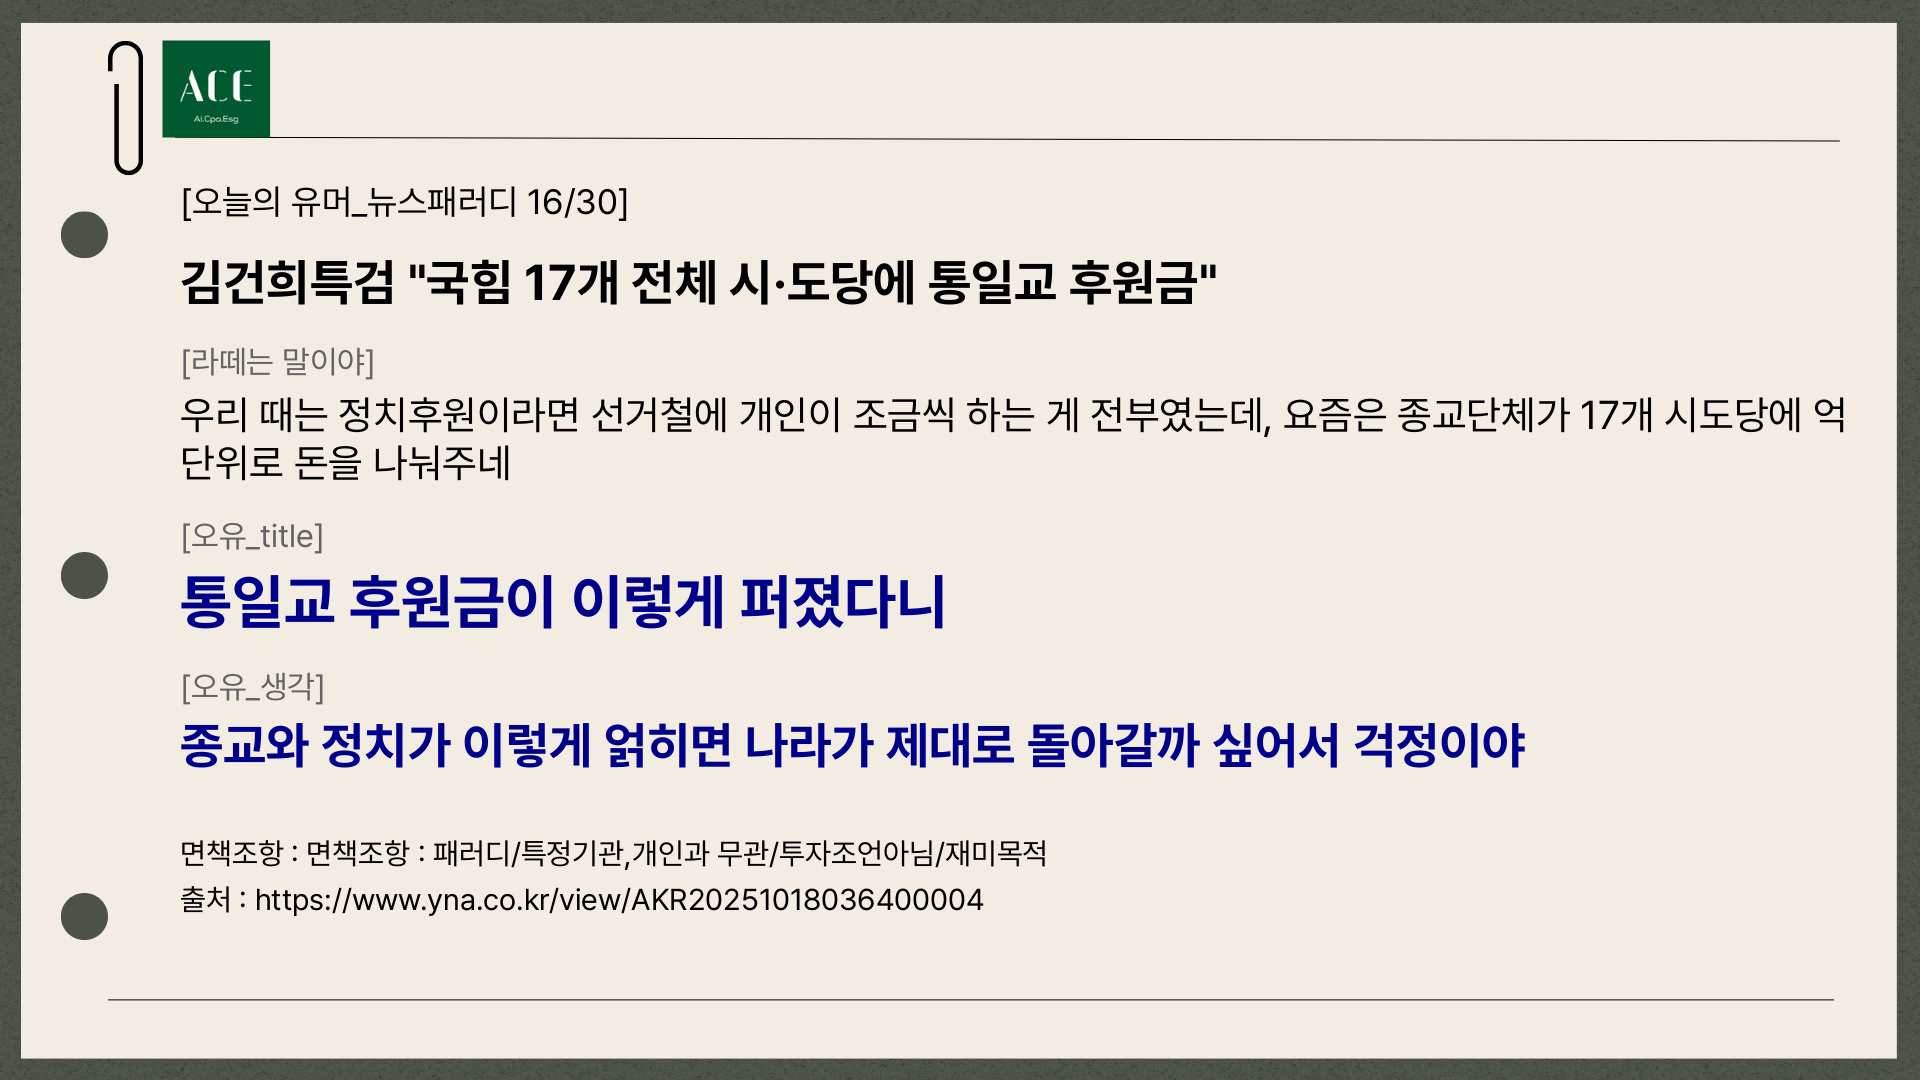 ACE
Ai.Cpa.Esg
[오늘의 유머_뉴스패러디 16/30]
김건희특검 "국힘 17개 전체 시·도당에 통일교 후원금"
[라떼는 말이야]
우리 때는 정치후원이라면 선거철에 개인이 조금씩 하는 게 전부였는데, 요즘은 종교단체가 17개 시도당에 억
단위로 돈을 나눠주네
[오유_title]
통일교 후원금이 이렇게 퍼졌다니
[오유_생각]
종교와 정치가 이렇게 얽히면 나라가 제대로 돌아갈까 싶어서 걱정이야
면책조항 : 면책조항 : 패러디/특정기관,개인과 무관/투자조언아님/재미목적
출처 : https://www.yna.co.kr/view/AKR20251018036400004